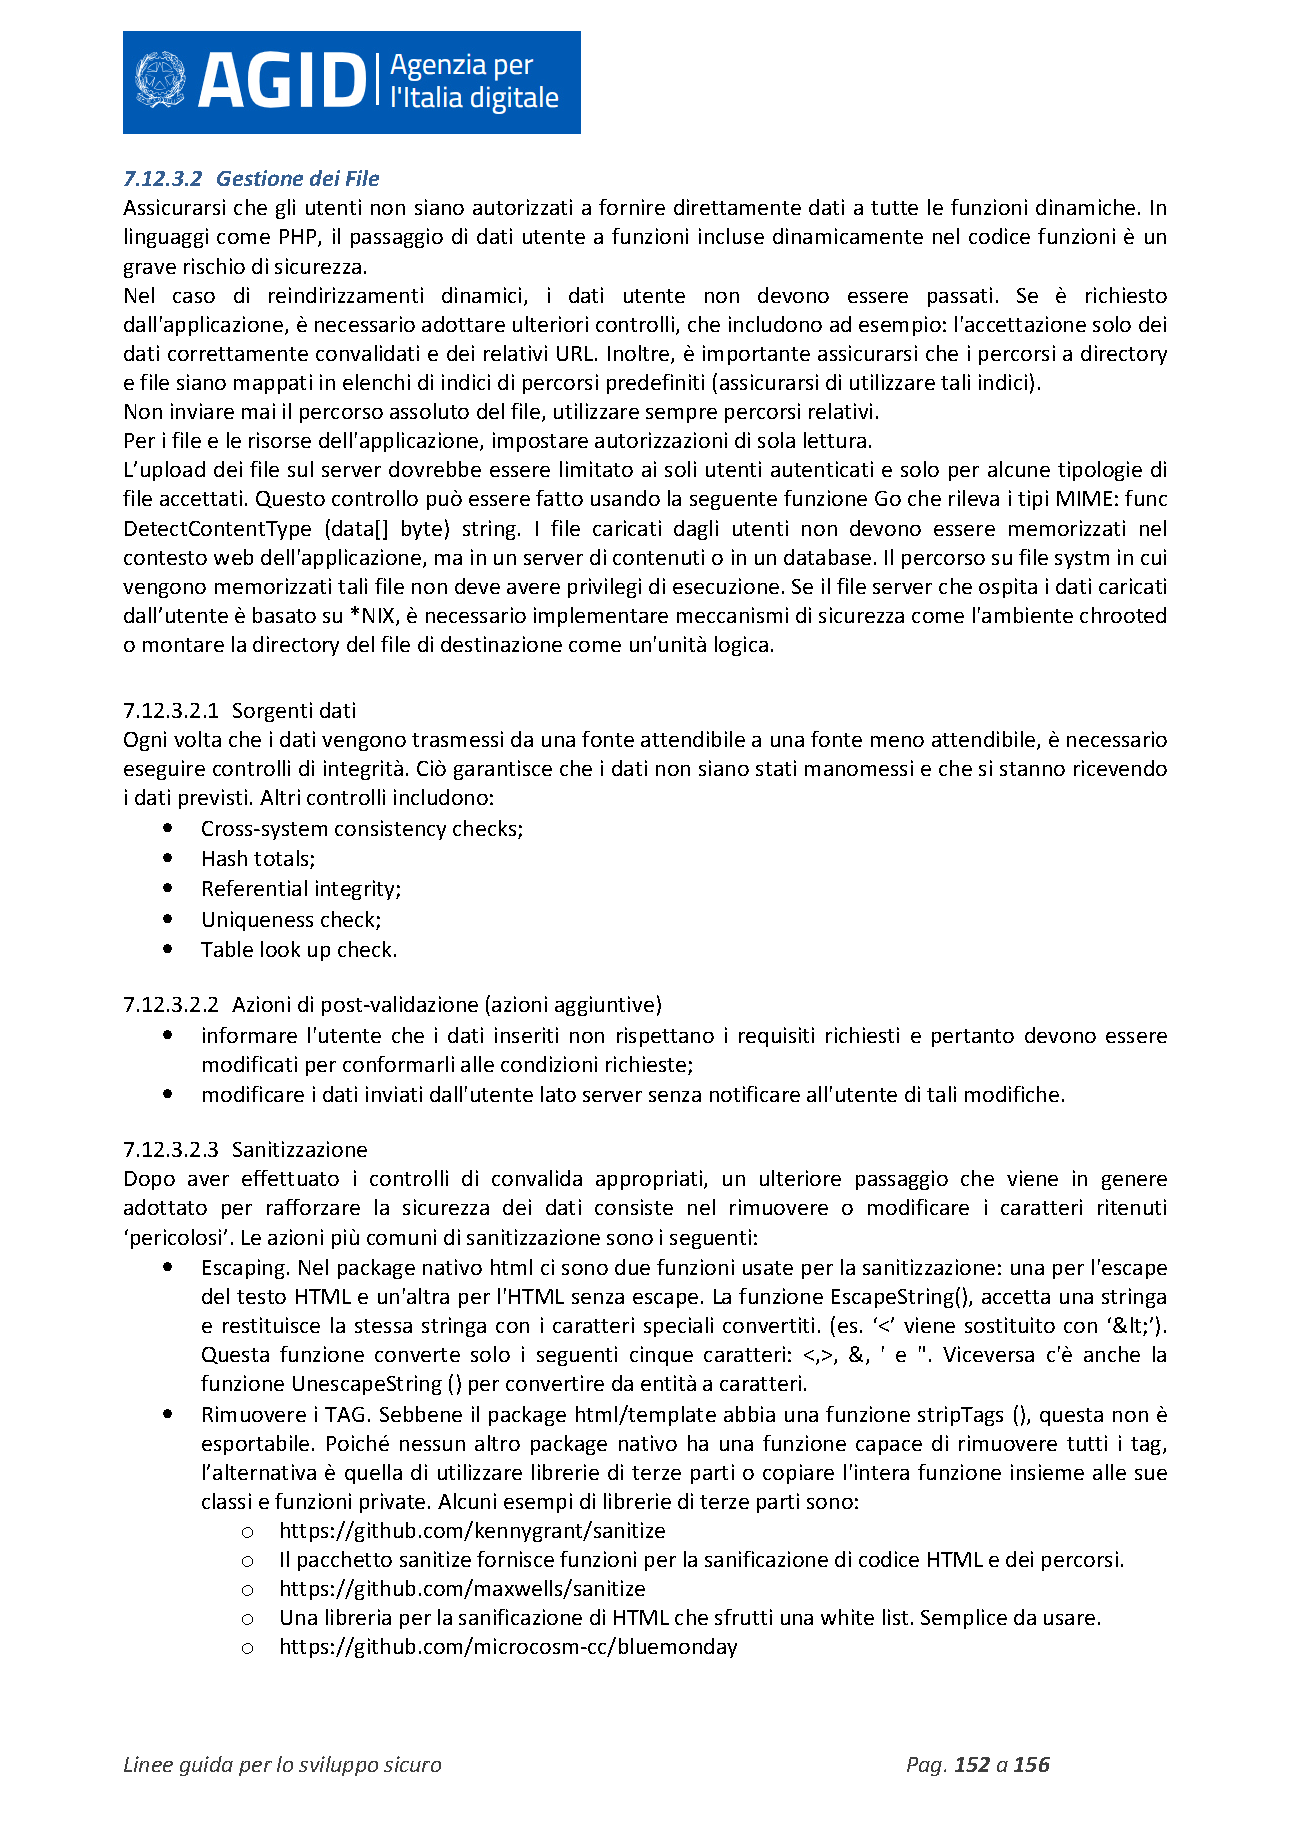 AGID Agenzia per
l'Italia digitale
7.12.3.2 Gestione dei File
Assicurarsi che gli utenti non siano autorizzati a fornire direttamente dati a tutte le funzioni dinamiche. In
linguaggi come PHP, il passaggio di dati utente a funzioni incluse dinamicamente nel codice funzioni è un
grave rischio di sicurezza.
Nel caso di reindirizzamenti dinamici, i dati utente non devono essere passati. Se è richiesto
dall'applicazione, è necessario adottare ulteriori controlli, che includono ad esempio: l'accettazione solo dei
dati correttamente convalidati e dei relativi URL. Inoltre, è importante assicurarsi che i percorsi a directory
e file siano mappati in elenchi di indici di percorsi predefiniti (assicurarsi di utilizzare tali indici).
Non inviare mai il percorso assoluto del file, utilizzare sempre percorsi relativi.
Per i file e le risorse dell'applicazione, impostare autorizzazioni di sola lettura.
L’upload dei file sul server dovrebbe essere limitato ai soli utenti autenticati e solo per alcune tipologie di
file accettati. Questo controllo può essere fatto usando la seguente funzione Go che rileva i tipi MIME: func
DetectContentType (data[] byte) string. I file caricati dagli utenti non devono essere memorizzati nel
contesto web dell'applicazione, ma in un server di contenuti o in un database. Il percorso su file systm in cui
vengono memorizzati tali file non deve avere privilegi di esecuzione. Se il file server che ospita i dati caricati
dall’utente è basato su *NIX, è necessario implementare meccanismi di sicurezza come l'ambiente chrooted
o montare la directory del file di destinazione come un'unità logica.
7.12.3.2.1 Sorgenti dati
Ogni volta che i dati vengono trasmessi da una fonte attendibile a una fonte meno attendibile, è necessario
eseguire controlli di integrità. Ciò garantisce che i dati non siano stati manomessi e che si stanno ricevendo
i dati previsti. Altri controlli includono:
• Cross-system consistency checks;
• Hash totals;
• Referential integrity;
• Uniqueness check;
• Table look up check.
7.12.3.2.2 Azioni di post-validazione (azioni aggiuntive)
• informare l'utente che i dati inseriti non rispettano i requisiti richiesti e pertanto devono essere
modificati per conformarli alle condizioni richieste;
• modificare i dati inviati dall'utente lato server senza notificare all'utente di tali modifiche.
7.12.3.2.3 Sanitizzazione
Dopo aver effettuato i controlli di convalida appropriati, un ulteriore passaggio che viene in genere
adottato per rafforzare la sicurezza dei dati consiste nel rimuovere o modificare i caratteri ritenuti
‘pericolosi’. Le azioni più comuni di sanitizzazione sono i seguenti:
• Escaping. Nel package nativo html ci sono due funzioni usate per la sanitizzazione: una per l'escape
del testo HTML e un'altra per l'HTML senza escape. La funzione EscapeString(), accetta una stringa
e restituisce la stessa stringa con i caratteri speciali convertiti. (es. ‘<’ viene sostituito con ‘&lt;’).
Questa funzione converte solo i seguenti cinque caratteri: <,>, &, ' e ". Viceversa c'è anche la
funzione UnescapeString () per convertire da entità a caratteri.
• Rimuovere i TAG. Sebbene il package html/template abbia una funzione stripTags (), questa non è
esportabile. Poiché nessun altro package nativo ha una funzione capace di rimuovere tutti i tag,
l’alternativa è quella di utilizzare librerie di terze parti o copiare l'intera funzione insieme alle sue
classi e funzioni private. Alcuni esempi di librerie di terze parti sono:
o https://github.com/kennygrant/sanitize
o Il pacchetto sanitize fornisce funzioni per la sanificazione di codice HTML e dei percorsi.
o https://github.com/maxwells/sanitize
o Una libreria per la sanificazione di HTML che sfrutti una white list. Semplice da usare.
o https://github.com/microcosm-cc/bluemonday
Linee guida per lo sviluppo sicuro Pag. 152 a 156